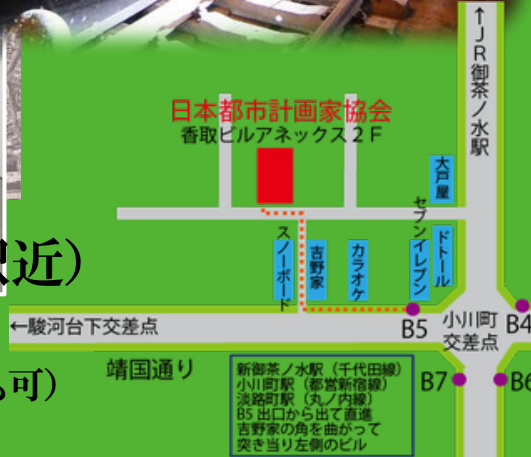 ↑JR御茶ノ水駅
日本都市計画家協会
香取ビルアネックス2F
大戸屋
セブンイレブン
ドトール
スノーボード
吉野家
カラオケ
駅近)
←駿河台下交差点
B5
小川町
交差点
B4
も可)
靖国通り
新御茶ノ水駅(千代田線)
小川町駅(都営新宿線)
淡路町駅(丸ノ内線)
B5出口から出て直進
吉野家の角を曲がって
突き当り左側のビル
B7
B6